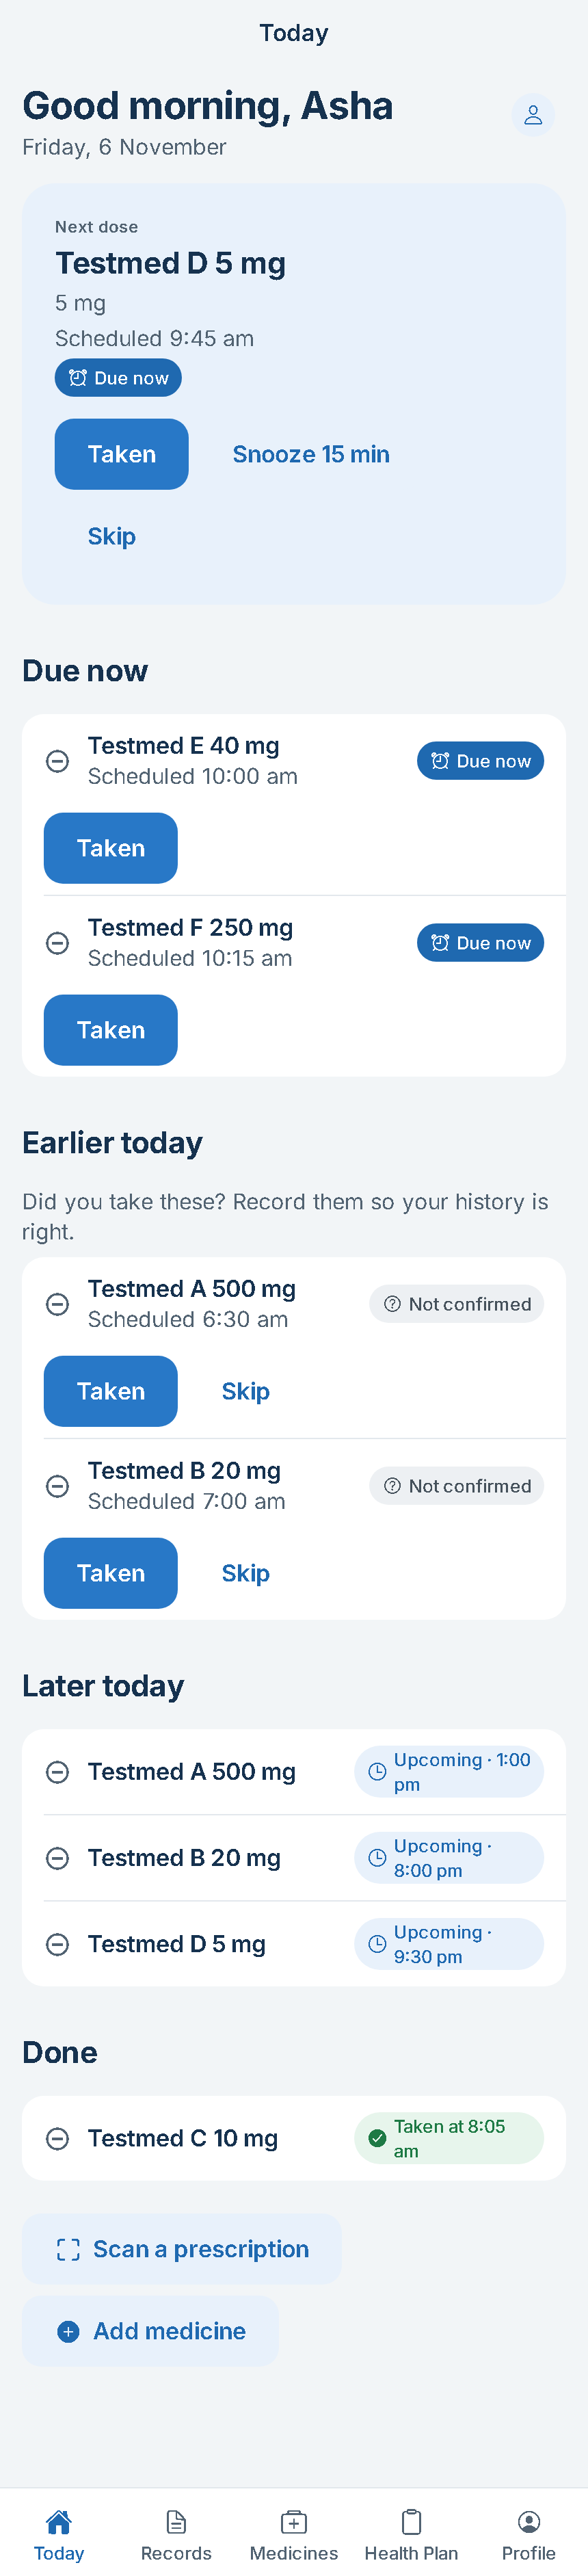 Today
Good morning, Asha
Friday, 6 November
Next dose
Testmed D 5 mg
5 mg
Scheduled 9:45 am
Due now
Taken
Snooze 15 min
Skip
Due now
Testmed E 40 mg
Scheduled 10:00 am
Due now
Taken
Testmed F 250 mg
Scheduled 10:15 am
Due now
Taken
Earlier today
Did you take these? Record them so your history is
right.
Testmed A 500 mg
Scheduled 6:30 am
Not confirmed
Taken
Skip
Testmed B 20 mg
Scheduled 7:00 am
Not confirmed
Taken
Skip
Later today
Testmed A 500 mg
Upcoming · 1:00
pm
Testmed B 20 mg
Upcoming ·
8:00 pm
Testmed D 5 mg
Upcoming ·
9:30 pm
Done
Testmed C 10 mg
Taken at 8:05
am
Scan a prescription
Add medicine
Today
Records
Medicines
Health Plan
Profile